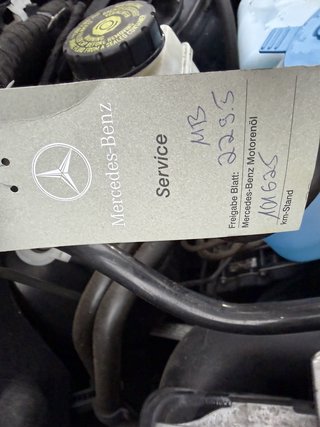 Mercedes-Benz
Service
MB
Freigabe Blatt: 229.5
Mercedes-Benz Motorenöl
101625
km-Stand